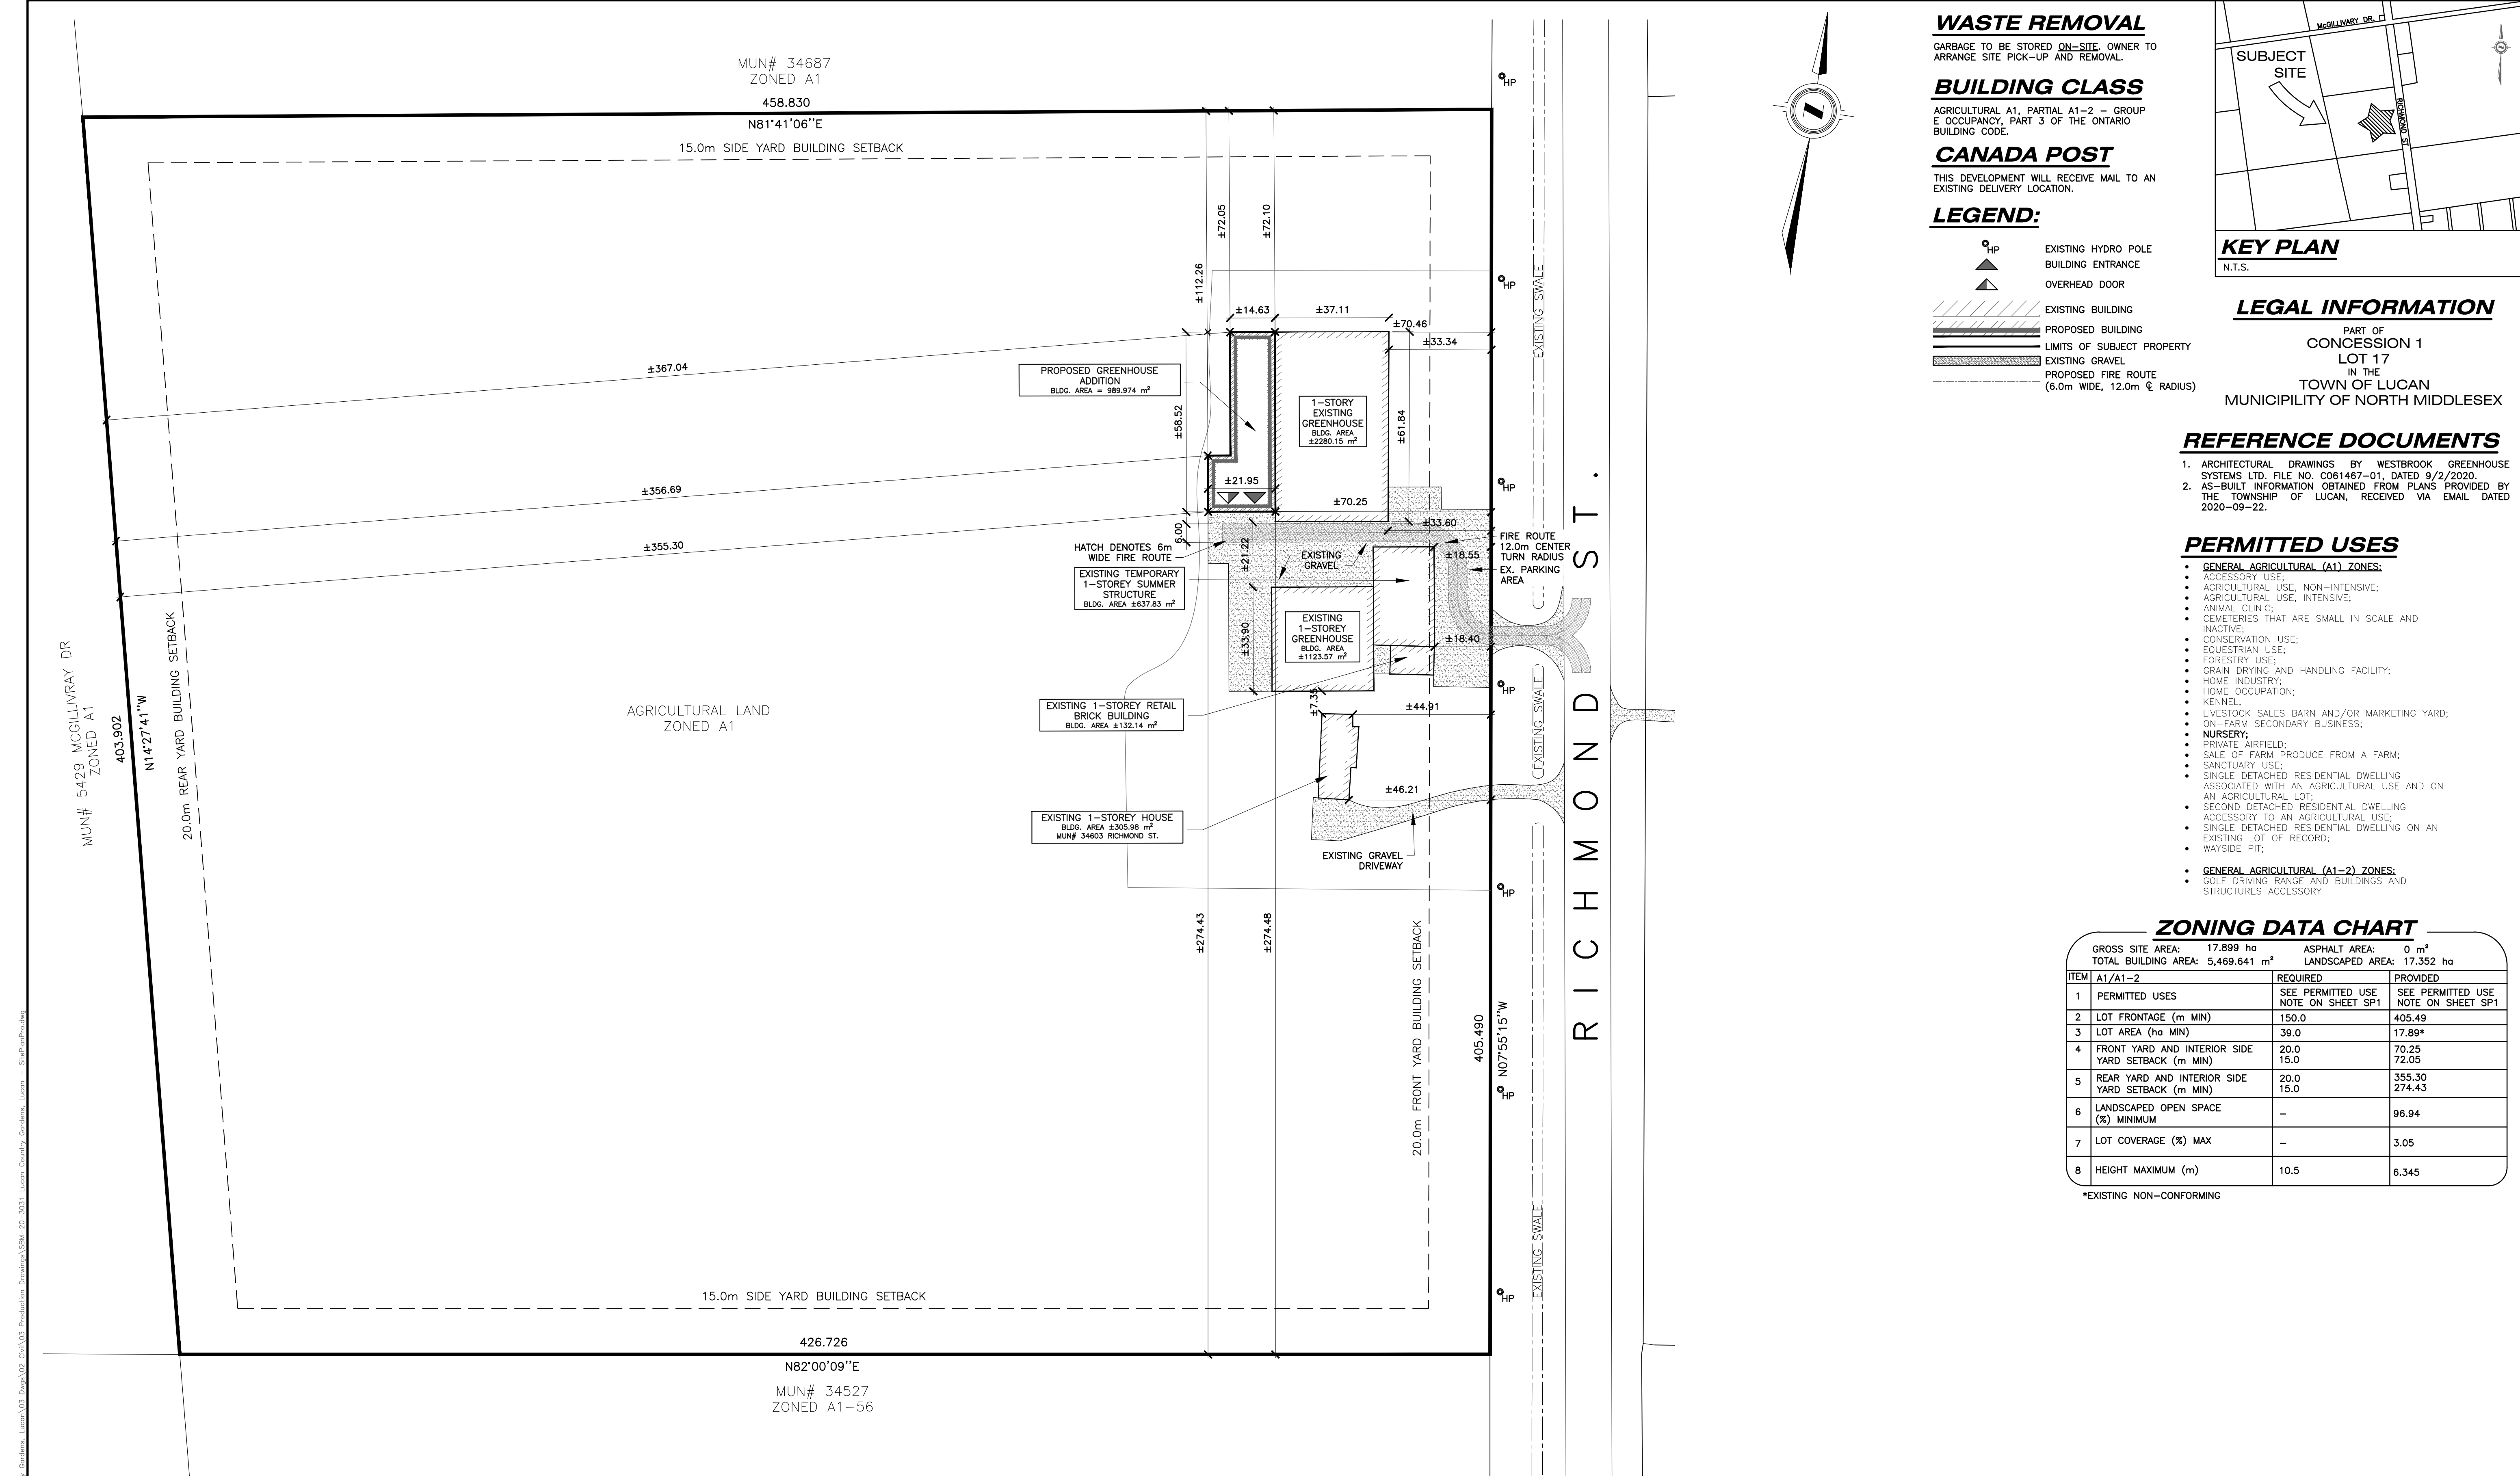 MUN# 34687
ZONED A1
458.830
N81°41'06''E
15.0m SIDE YARD BUILDING SETBACK
±72.05
±72.10
±112.26
±14.63
±37.11
±70.46
±33.34
±367.04
PROPOSED GREENHOUSE
ADDITION
BLDG. AREA = 989.974 m²
1-STORY
EXISTING
GREENHOUSE
BLDG. AREA
±2280.15 m²
±58.52
±61.84
±356.69
±21.95
±70.25
±355.30
6.00
±33.60
HATCH DENOTES 6m
WIDE FIRE ROUTE
±21.22
EXISTING
GRAVEL
±18.55
FIRE ROUTE
12.0m CENTER
TURN RADIUS
EX. PARKING
AREA
EXISTING TEMPORARY
1-STOREY SUMMER
STRUCTURE
BLDG. AREA ±637.83 m²
EXISTING
1-STOREY
GREENHOUSE
BLDG. AREA
±1123.57 m²
±33.90
±18.40
EXISTING 1-STOREY RETAIL
BRICK BUILDING
BLDG. AREA ±132.14 m²
±7.35
±44.91
±46.21
EXISTING 1-STOREY HOUSE
BLDG. AREA ±305.98 m²
MUN# 34603 RICHMOND ST.
EXISTING GRAVEL
DRIVEWAY
AGRICULTURAL LAND
ZONED A1
MUN# 5429 MCGILLIVRAY DR
ZONED A1
403.902
N14°27'41''W
20.0m REAR YARD BUILDING SETBACK
±274.43
±274.48
20.0m FRONT YARD BUILDING SETBACK
405.490
N07°55'15''W
15.0m SIDE YARD BUILDING SETBACK
426.726
N82°00'09''E
MUN# 34527
ZONED A1-56
HP
HP
HP
HP
HP
HP
HP
EXISTING SWALE
EXISTING SWALE
EXISTING SWALE
RICHMOND ST.
N
y Gardens, Lucan\03 Dwgs\02 Civil\03 Production Drawings\SBM-20-3031 Lucan Country Gardens, Lucan - SitePlanPro.dwg
WASTE REMOVAL
GARBAGE TO BE STORED ON-SITE. OWNER TO
ARRANGE SITE PICK-UP AND REMOVAL.
BUILDING CLASS
AGRICULTURAL A1, PARTIAL A1-2 - GROUP
E OCCUPANCY, PART 3 OF THE ONTARIO
BUILDING CODE.
CANADA POST
THIS DEVELOPMENT WILL RECEIVE MAIL TO AN
EXISTING DELIVERY LOCATION.
LEGEND:
HP EXISTING HYDRO POLE
BUILDING ENTRANCE
OVERHEAD DOOR
EXISTING BUILDING
PROPOSED BUILDING
LIMITS OF SUBJECT PROPERTY
EXISTING GRAVEL
PROPOSED FIRE ROUTE
(6.0m WIDE, 12.0m ℄ RADIUS)
McGILLIVARY DR.
SUBJECT
SITE
RICHMOND ST
KEY PLAN
N.T.S.
LEGAL INFORMATION
PART OF
CONCESSION 1
LOT 17
IN THE
TOWN OF LUCAN
MUNICIPILITY OF NORTH MIDDLESEX
REFERENCE DOCUMENTS
1. ARCHITECTURAL DRAWINGS BY WESTBROOK GREENHOUSE
SYSTEMS LTD. FILE NO. C061467-01, DATED 9/2/2020.
2. AS-BUILT INFORMATION OBTAINED FROM PLANS PROVIDED BY
THE TOWNSHIP OF LUCAN, RECEIVED VIA EMAIL DATED
2020-09-22.
PERMITTED USES
• GENERAL AGRICULTURAL (A1) ZONES:
• ACCESSORY USE;
• AGRICULTURAL USE, NON-INTENSIVE;
• AGRICULTURAL USE, INTENSIVE;
• ANIMAL CLINIC;
• CEMETERIES THAT ARE SMALL IN SCALE AND
INACTIVE;
• CONSERVATION USE;
• EQUESTRIAN USE;
• FORESTRY USE;
• GRAIN DRYING AND HANDLING FACILITY;
• HOME INDUSTRY;
• HOME OCCUPATION;
• KENNEL;
• LIVESTOCK SALES BARN AND/OR MARKETING YARD;
• ON-FARM SECONDARY BUSINESS;
• NURSERY;
• PRIVATE AIRFIELD;
• SALE OF FARM PRODUCE FROM A FARM;
• SANCTUARY USE;
• SINGLE DETACHED RESIDENTIAL DWELLING
ASSOCIATED WITH AN AGRICULTURAL USE AND ON
AN AGRICULTURAL LOT;
• SECOND DETACHED RESIDENTIAL DWELLING
ACCESSORY TO AN AGRICULTURAL USE;
• SINGLE DETACHED RESIDENTIAL DWELLING ON AN
EXISTING LOT OF RECORD;
• WAYSIDE PIT;
• GENERAL AGRICULTURAL (A1-2) ZONES:
• GOLF DRIVING RANGE AND BUILDINGS AND
STRUCTURES ACCESSORY
ZONING DATA CHART
GROSS SITE AREA: 17.899 ha ASPHALT AREA: 0 m²
TOTAL BUILDING AREA: 5,469.641 m² LANDSCAPED AREA: 17.352 ha
ITEM A1/A1-2 REQUIRED PROVIDED
1 PERMITTED USES SEE PERMITTED USE NOTE ON SHEET SP1 SEE PERMITTED USE NOTE ON SHEET SP1
2 LOT FRONTAGE (m MIN) 150.0 405.49
3 LOT AREA (ha MIN) 39.0 17.89*
4 FRONT YARD AND INTERIOR SIDE 20.0 70.25
YARD SETBACK (m MIN) 15.0 72.05
5 REAR YARD AND INTERIOR SIDE 20.0 355.30
YARD SETBACK (m MIN) 15.0 274.43
6 LANDSCAPED OPEN SPACE (%) MINIMUM - 96.94
7 LOT COVERAGE (%) MAX - 3.05
8 HEIGHT MAXIMUM (m) 10.5 6.345
*EXISTING NON-CONFORMING